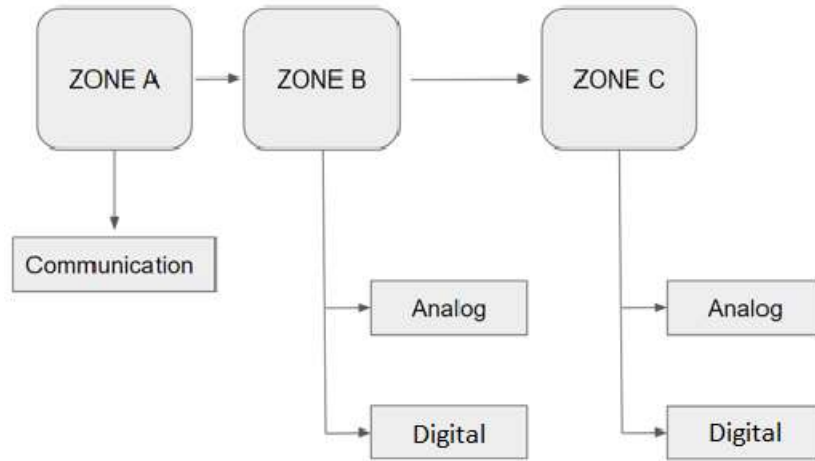 ZONE A
ZONE B
ZONE C
Communication
Analog
Analog
Digital
Digital